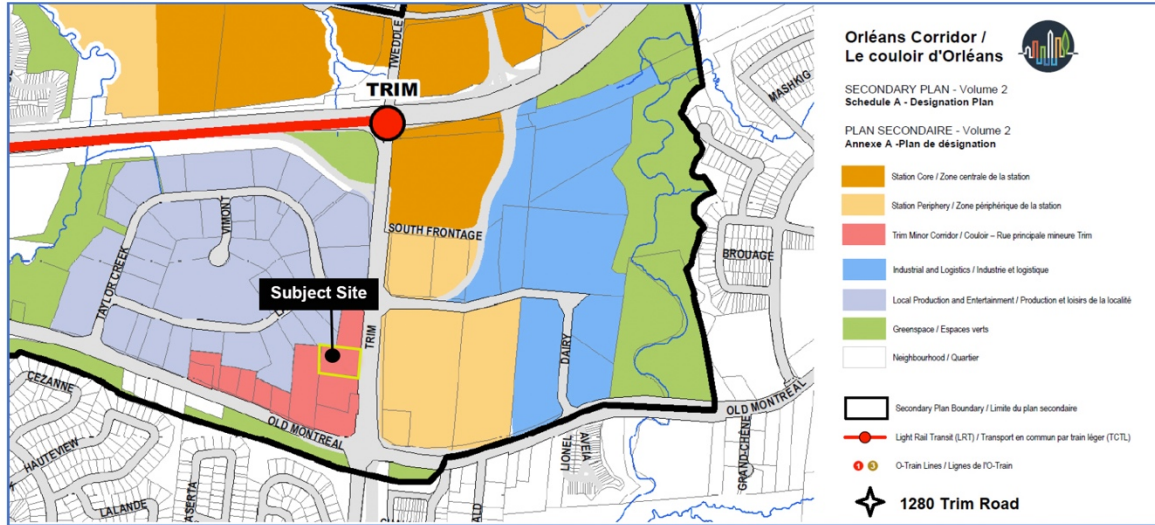 TWEDDLE
TRIM
MASHKIG
SOUTH FRONTAGE
VIMONT
TAYLOR CREEK
BROUAGE
Subject Site
TRIM
DAIRY
CEZANNE
OLD MONTREAL
OLD MONTREAL
HAUTEVIEW
LIONEL
AVEIA
GRAND-CHÊNE
LALANDE
CASERTA
Orléans Corridor /
Le couloir d'Orléans
SECONDARY PLAN - Volume 2
Schedule A - Designation Plan
PLAN SECONDAIRE - Volume 2
Annexe A -Plan de désignation
Station Core / Zone centrale de la station
Station Periphery / Zone périphérique de la station
Trim Minor Corridor / Couloir – Rue principale mineure Trim
Industrial and Logistics / Industrie et logistique
Local Production and Entertainment / Production et loisirs de la localité
Greenspace / Espaces verts
Neighbourhood / Quartier
Secondary Plan Boundary / Limite du plan secondaire
Light Rail Transit (LRT) / Transport en commun par train léger (TCTL)
1 3 O-Train Lines / Lignes de l'O-Train
1280 Trim Road